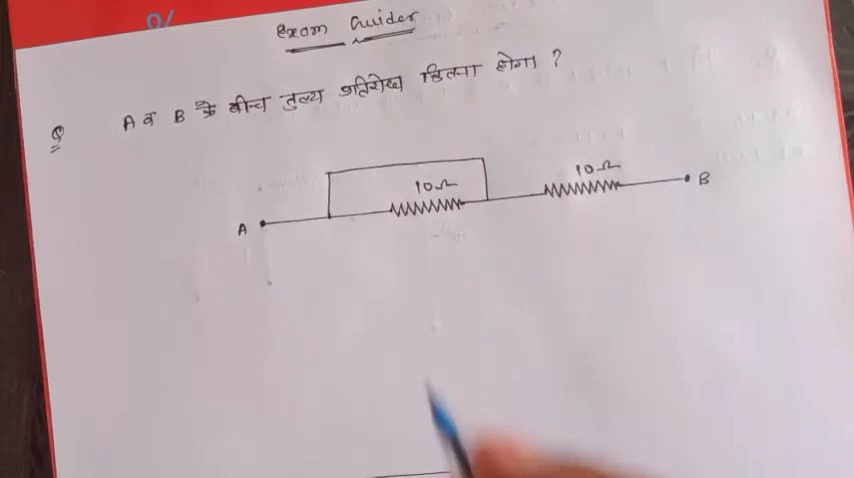 Exam Guider
Q A व B के बीच तुल्य प्रतिरोध कितना होगा ?
10Ω
10Ω
A
B